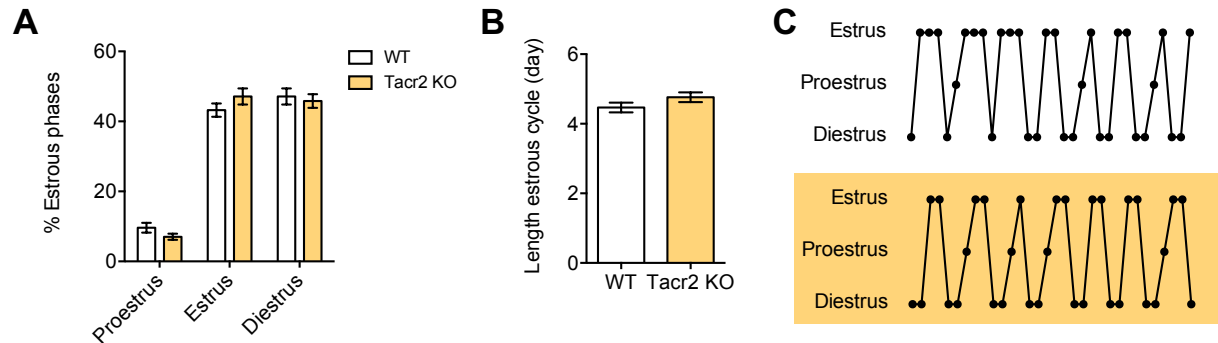 A
% Estrous phases
60
40
20
0
Proestrus
Estrus
Diestrus
WT
Tacr2 KO
B
Length estrous cycle (day)
6
4
2
0
WT
Tacr2 KO
C
Estrus
Proestrus
Diestrus
Estrus
Proestrus
Diestrus